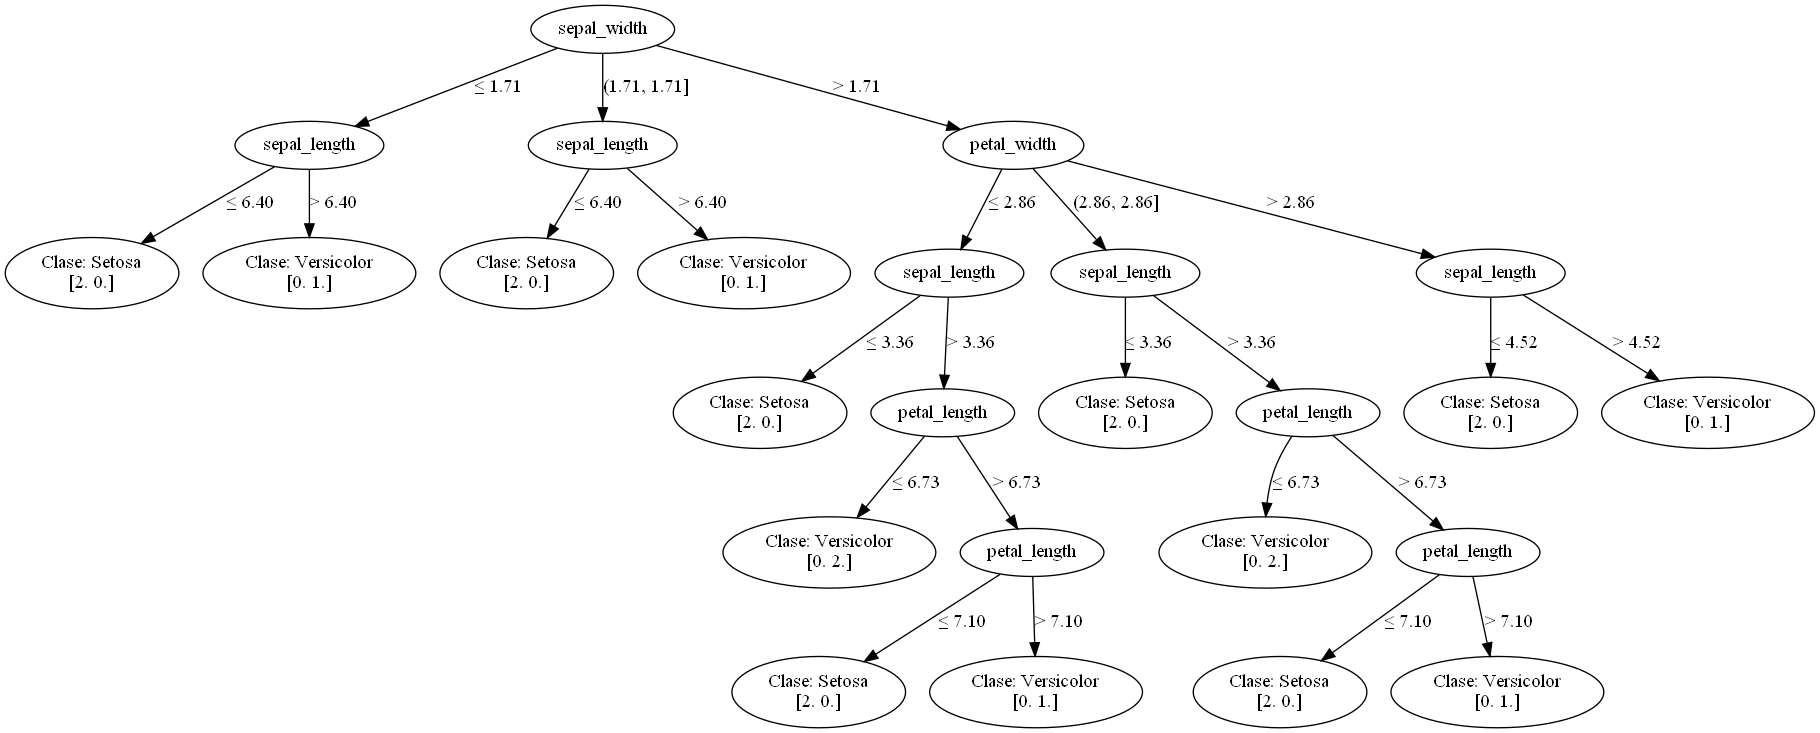 sepal_width
≤ 1.71
(1.71, 1.71]
> 1.71
sepal_length
sepal_length
petal_width
≤ 6.40
> 6.40
≤ 6.40
> 6.40
≤ 2.86
(2.86, 2.86]
> 2.86
Clase: Setosa
[2. 0.]
Clase: Versicolor
[0. 1.]
Clase: Setosa
[2. 0.]
Clase: Versicolor
[0. 1.]
sepal_length
sepal_length
sepal_length
≤ 3.36
> 3.36
≤ 3.36
> 3.36
≤ 4.52
> 4.52
Clase: Setosa
[2. 0.]
petal_length
Clase: Setosa
[2. 0.]
petal_length
Clase: Setosa
[2. 0.]
Clase: Versicolor
[0. 1.]
≤ 6.73
> 6.73
≤ 6.73
> 6.73
Clase: Versicolor
[0. 2.]
petal_length
Clase: Versicolor
[0. 2.]
petal_length
≤ 7.10
> 7.10
≤ 7.10
> 7.10
Clase: Setosa
[2. 0.]
Clase: Versicolor
[0. 1.]
Clase: Setosa
[2. 0.]
Clase: Versicolor
[0. 1.]